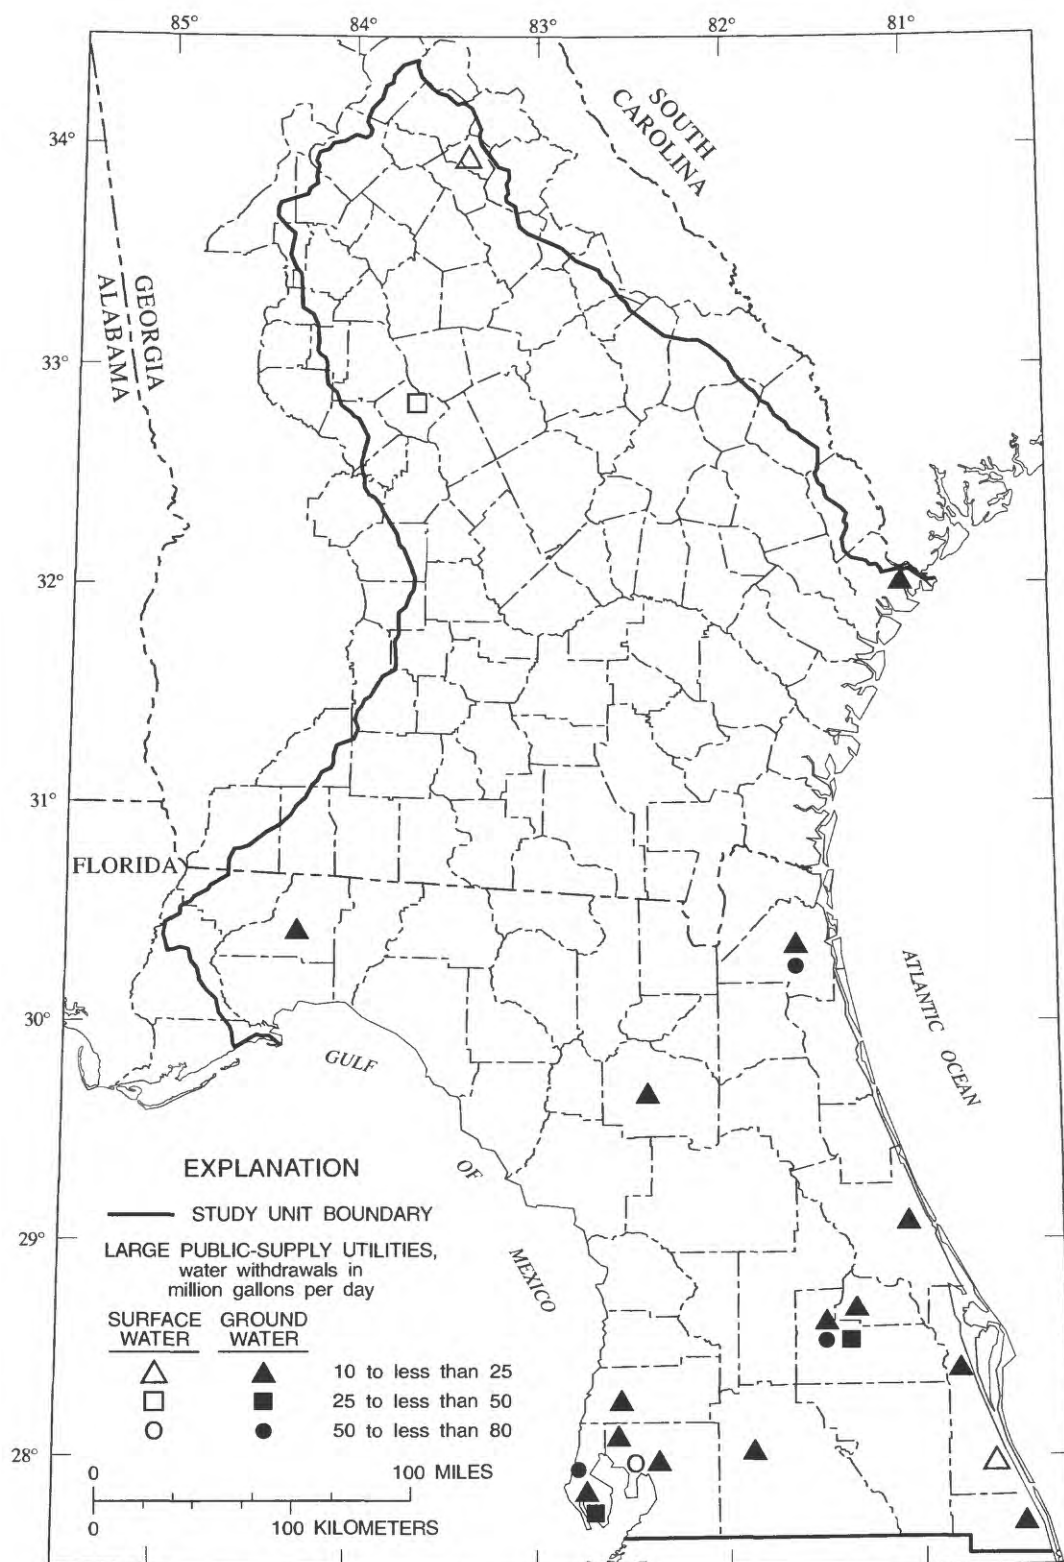 85° 84° 83° 82° 81°
34°
33°
32°
31°
30°
29°
28°
SOUTH
CAROLINA
GEORGIA
ALABAMA
FLORIDA
ATLANTIC OCEAN
GULF
OF
MEXICO
EXPLANATION
STUDY UNIT BOUNDARY
LARGE PUBLIC-SUPPLY UTILITIES,
water withdrawals in
million gallons per day
SURFACE GROUND
WATER WATER
10 to less than 25
25 to less than 50
50 to less than 80
0 100 MILES
0 100 KILOMETERS